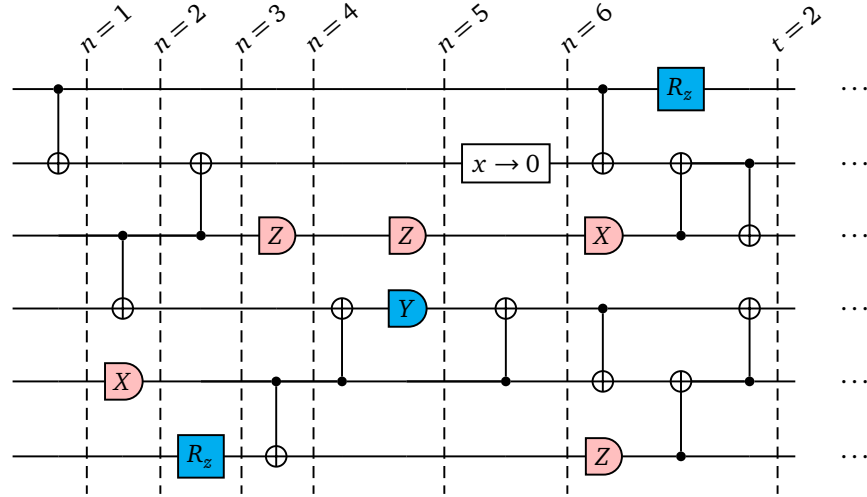 n = 1 n = 2 n = 3 n = 4 n = 5 n = 6 t = 2
R_z ⋯
x → 0 ⋯
Z Z X ⋯
Y ⋯
X ⋯
R_z Z ⋯